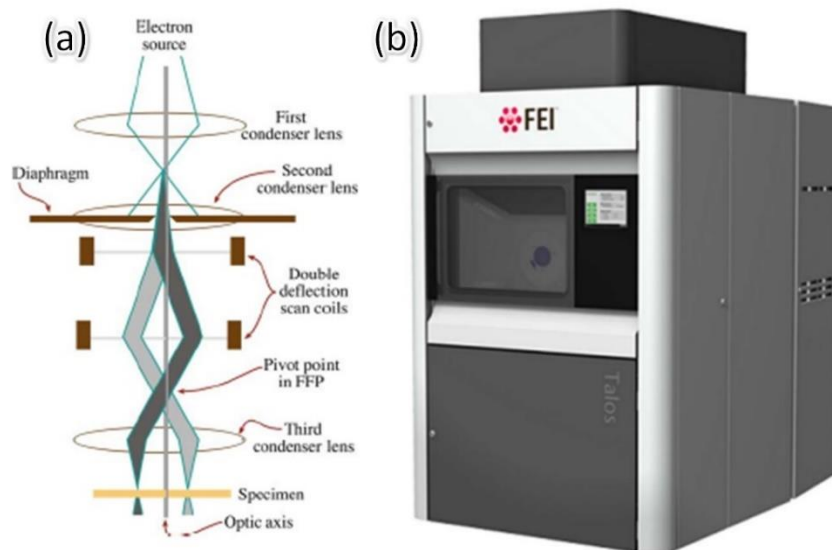 (a)
Electron
source
First
condenser lens
Diaphragm
Second
condenser lens
Double
deflection
scan coils
Pivot point
in FFP
Third
condenser lens
Specimen
Optic axis
(b)
FEI
Talos